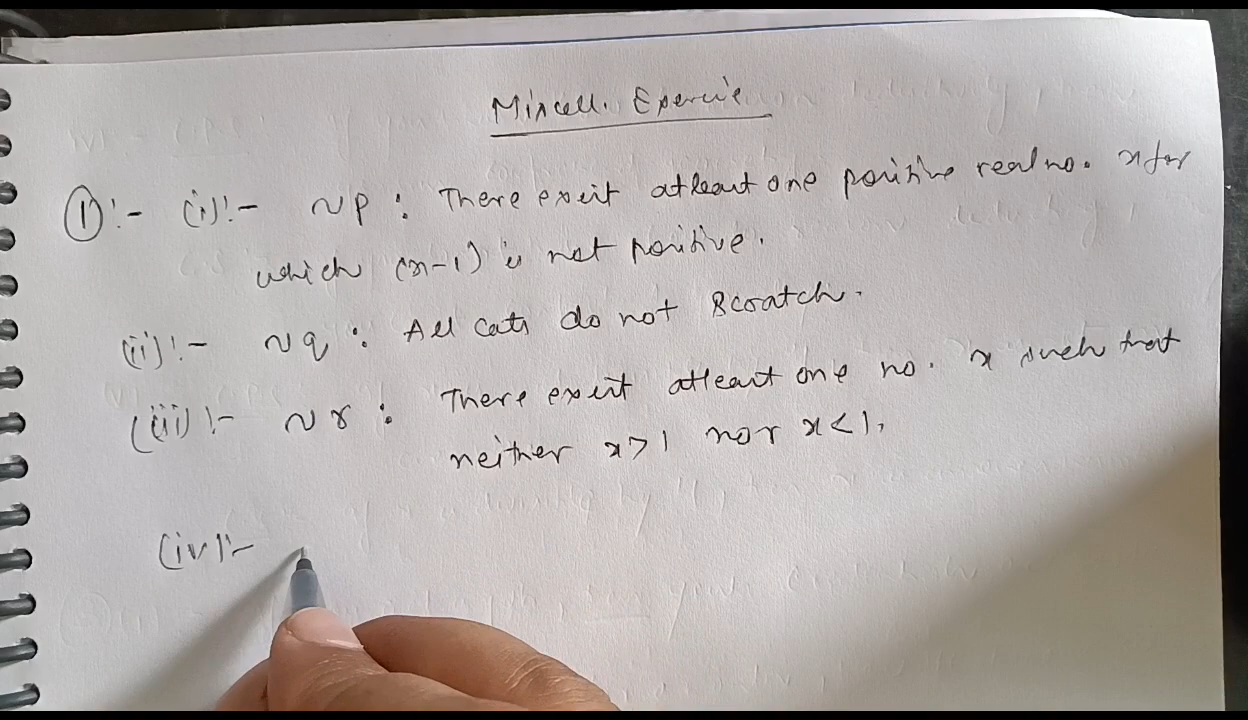 Miscell. Exercise
① :- (i) :- ~p : There exist atleast one positive real no. x for
which (x-1) is not positive.
(ii) :- ~q : All cats do not scratch.
(iii) :- ~r : There exist atleast one no. x such that
neither x>1 nor x<1.
(iv) :-